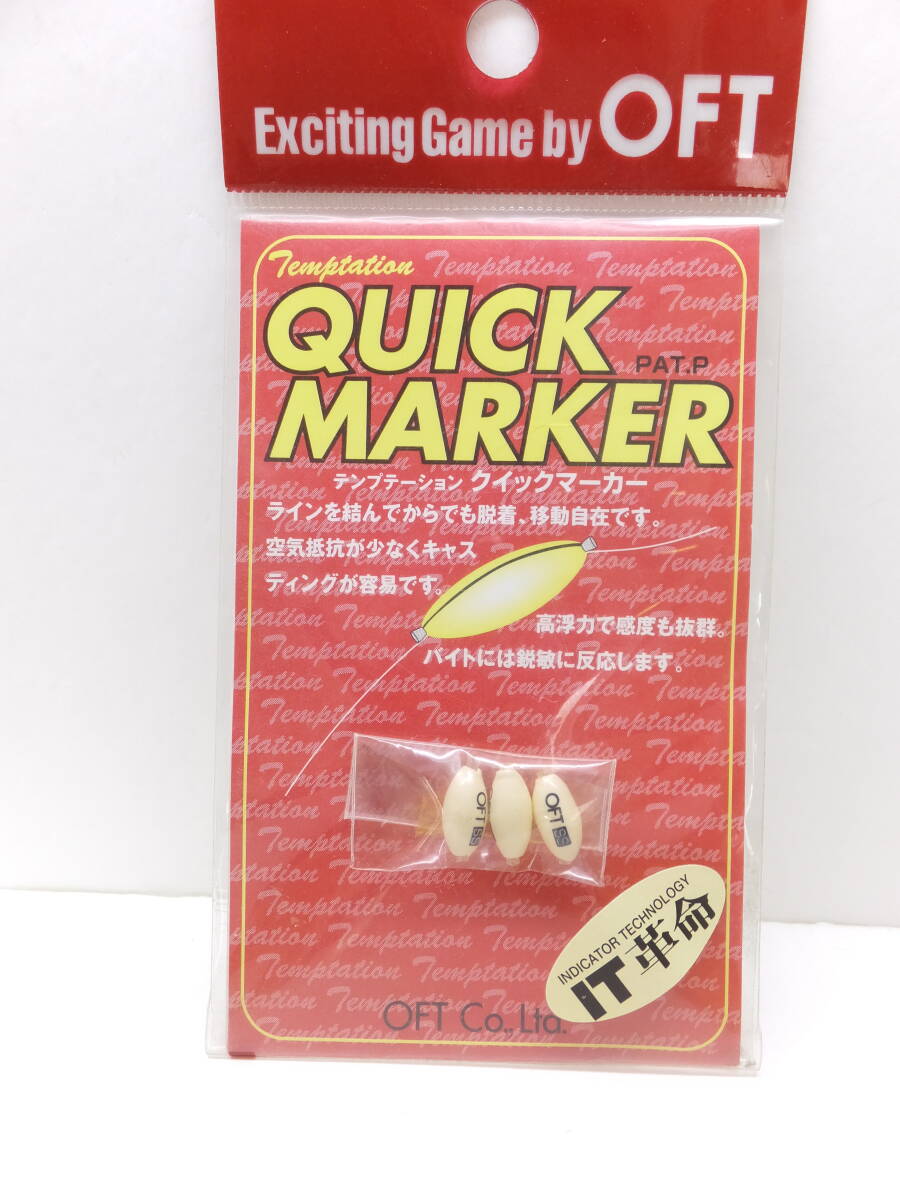 Exciting Game by OFT
Temptation Temptation Temptation
QUICK
PAT.P
MARKER
テンプテーション クイックマーカー
ラインを結んでからでも脱着、移動自在です。
空気抵抗が少なくキャス
ティングが容易です。
高浮力で感度も抜群。
バイトには鋭敏に反応します。
OFT SS
OFT SS
INDICATOR TECHNOLOGY
IT革命
OFT Co., Ltd.